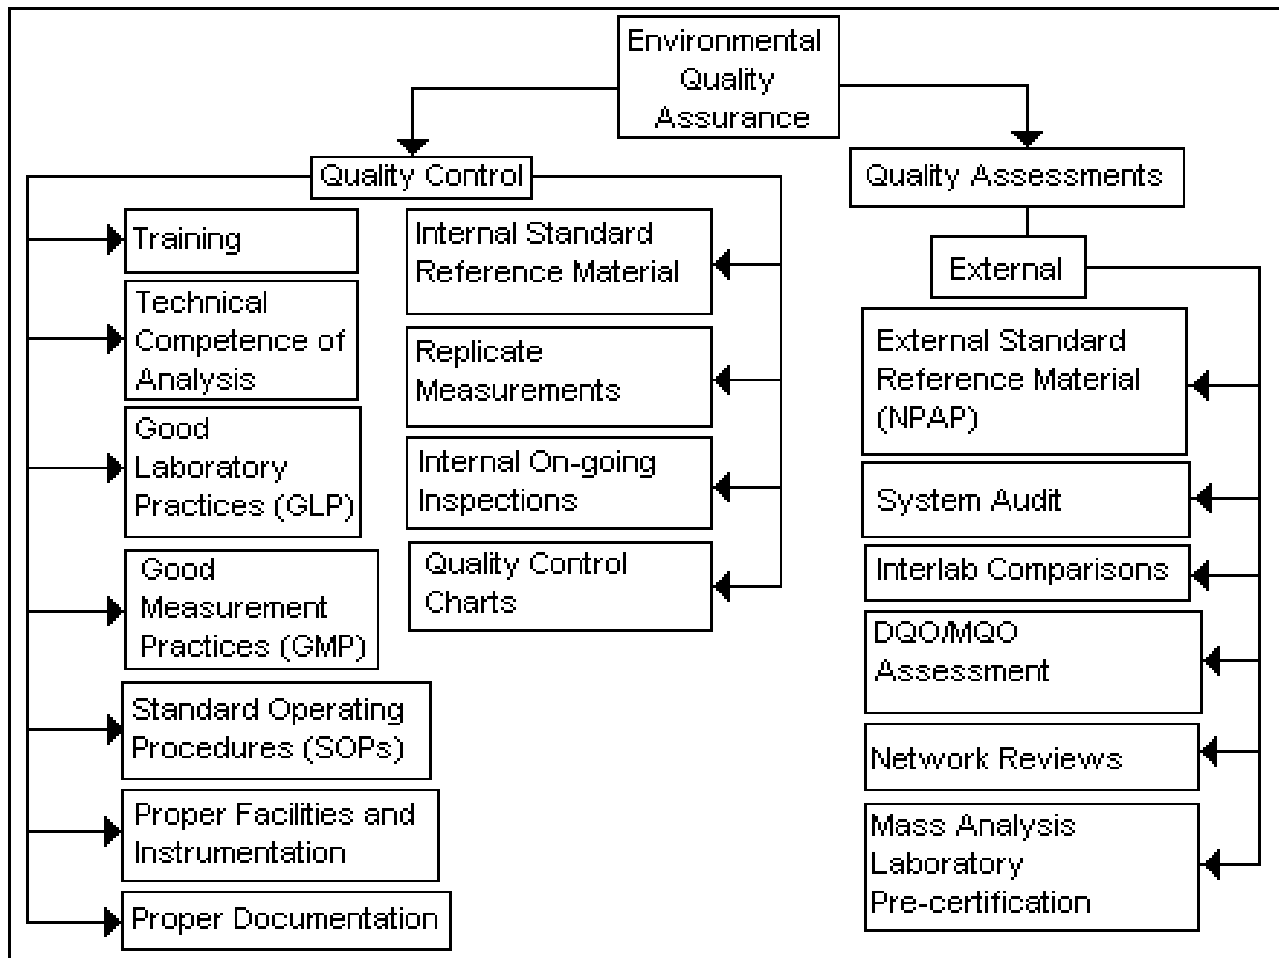 Environmental
Quality
Assurance
Quality Control
Quality Assessments
External
Training
Technical
Competence of
Analysis
Good
Laboratory
Practices (GLP)
Good
Measurement
Practices (GMP)
Standard Operating
Procedures (SOPs)
Proper Facilities and
Instrumentation
Proper Documentation
Internal Standard
Reference Material
Replicate
Measurements
Internal On-going
Inspections
Quality Control
Charts
External Standard
Reference Material
(NPAP)
System Audit
Interlab Comparisons
DQO/MQO
Assessment
Network Reviews
Mass Analysis
Laboratory
Pre-certification